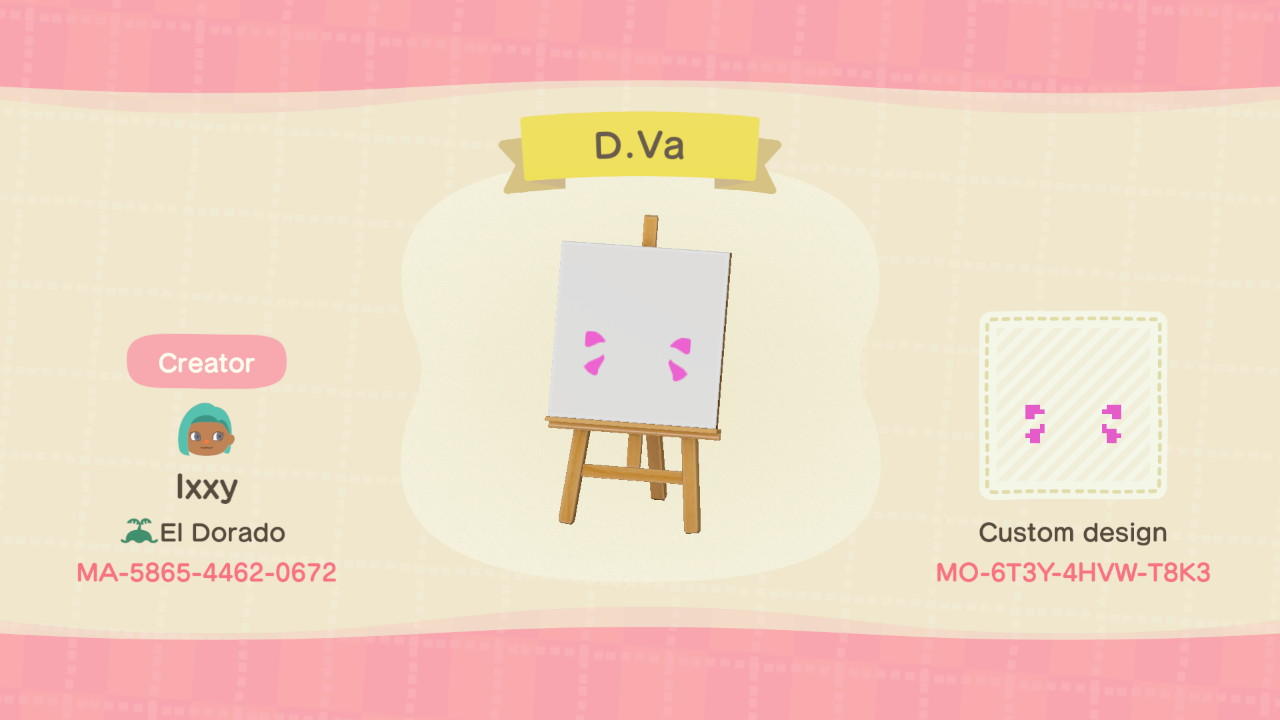 D.Va
Creator
Ixxy
El Dorado
MA-5865-4462-0672
Custom design
MO-6T3Y-4HVW-T8K3